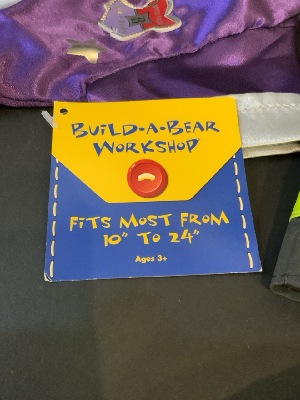 BUILD-A-BEAR
WORKSHOP
FITS MOST FROM
10" TO 24"
Ages 3+